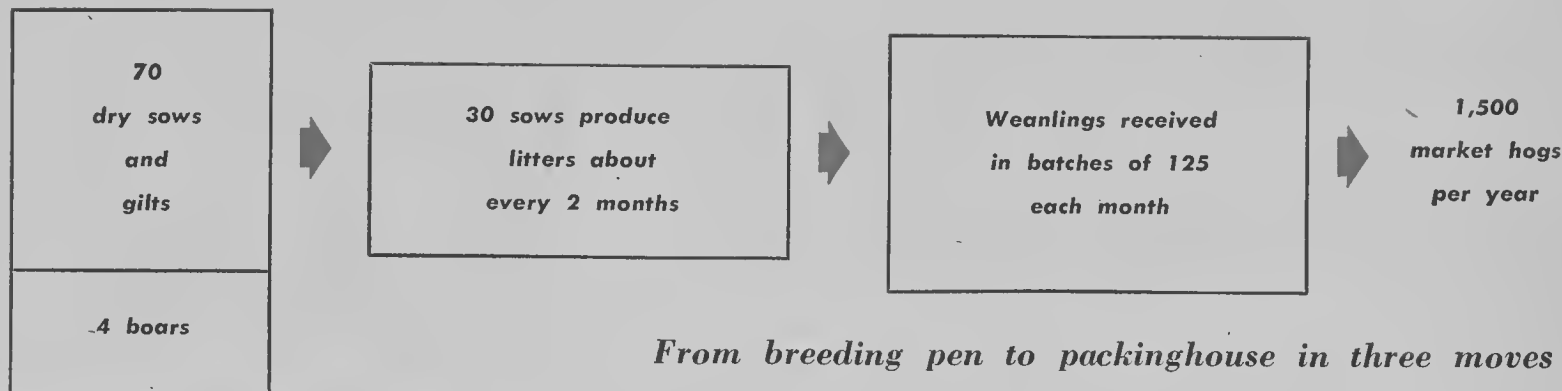 70
dry sows
and
gilts
4 boars
30 sows produce
litters about
every 2 months
Weanlings received
in batches of 125
each month
1,500
market hogs
per year
From breeding pen to packinghouse in three moves